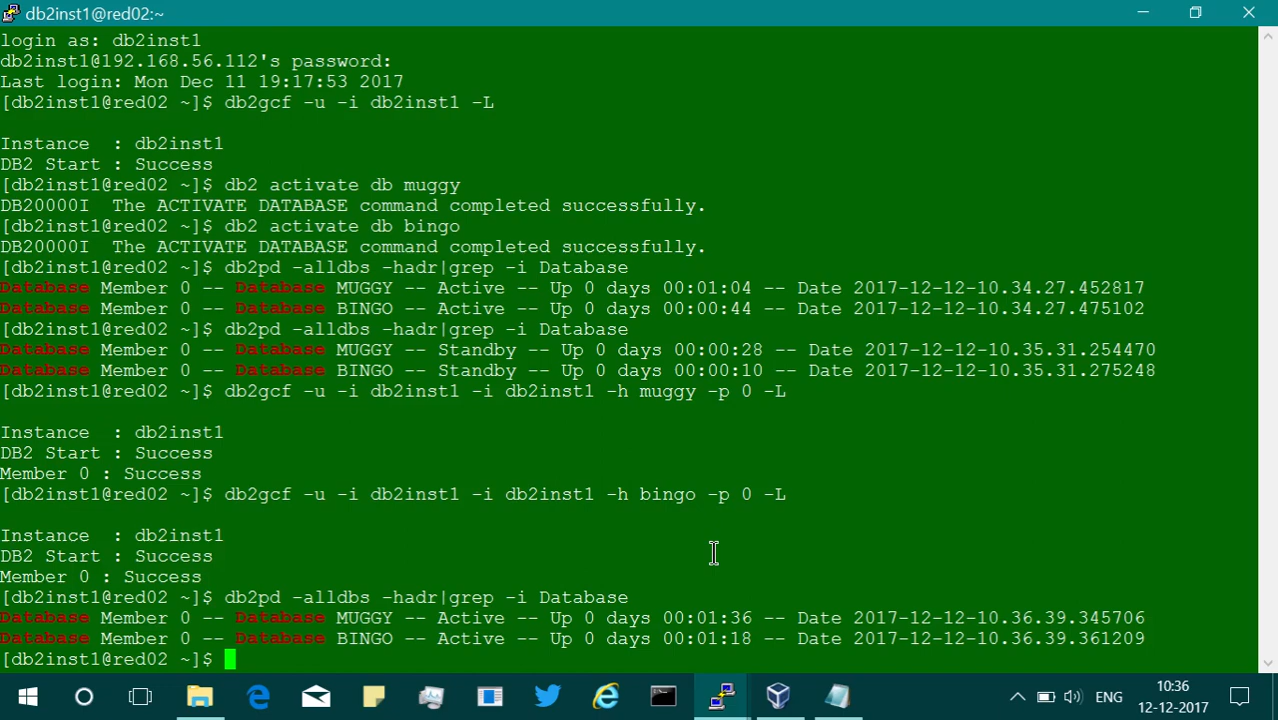 db2inst1@red02:~
login as: db2inst1
db2inst1@192.168.56.112's password:
Last login: Mon Dec 11 19:17:53 2017
[db2inst1@red02 ~]$ db2gcf -u -i db2inst1 -L
Instance  : db2inst1
DB2 Start : Success
[db2inst1@red02 ~]$ db2 activate db muggy
DB20000I  The ACTIVATE DATABASE command completed successfully.
[db2inst1@red02 ~]$ db2 activate db bingo
DB20000I  The ACTIVATE DATABASE command completed successfully.
[db2inst1@red02 ~]$ db2pd -alldbs -hadr|grep -i Database
Database Member 0 -- Database MUGGY -- Active -- Up 0 days 00:01:04 -- Date 2017-12-12-10.34.27.452817
Database Member 0 -- Database BINGO -- Active -- Up 0 days 00:00:44 -- Date 2017-12-12-10.34.27.475102
[db2inst1@red02 ~]$ db2pd -alldbs -hadr|grep -i Database
Database Member 0 -- Database MUGGY -- Standby -- Up 0 days 00:00:28 -- Date 2017-12-12-10.35.31.254470
Database Member 0 -- Database BINGO -- Standby -- Up 0 days 00:00:10 -- Date 2017-12-12-10.35.31.275248
[db2inst1@red02 ~]$ db2gcf -u -i db2inst1 -i db2inst1 -h muggy -p 0 -L
Instance  : db2inst1
DB2 Start : Success
Member 0 : Success
[db2inst1@red02 ~]$ db2gcf -u -i db2inst1 -i db2inst1 -h bingo -p 0 -L
Instance  : db2inst1
DB2 Start : Success
Member 0 : Success
[db2inst1@red02 ~]$ db2pd -alldbs -hadr|grep -i Database
Database Member 0 -- Database MUGGY -- Active -- Up 0 days 00:01:36 -- Date 2017-12-12-10.36.39.345706
Database Member 0 -- Database BINGO -- Active -- Up 0 days 00:01:18 -- Date 2017-12-12-10.36.39.361209
[db2inst1@red02 ~]$
ENG
10:36
12-12-2017